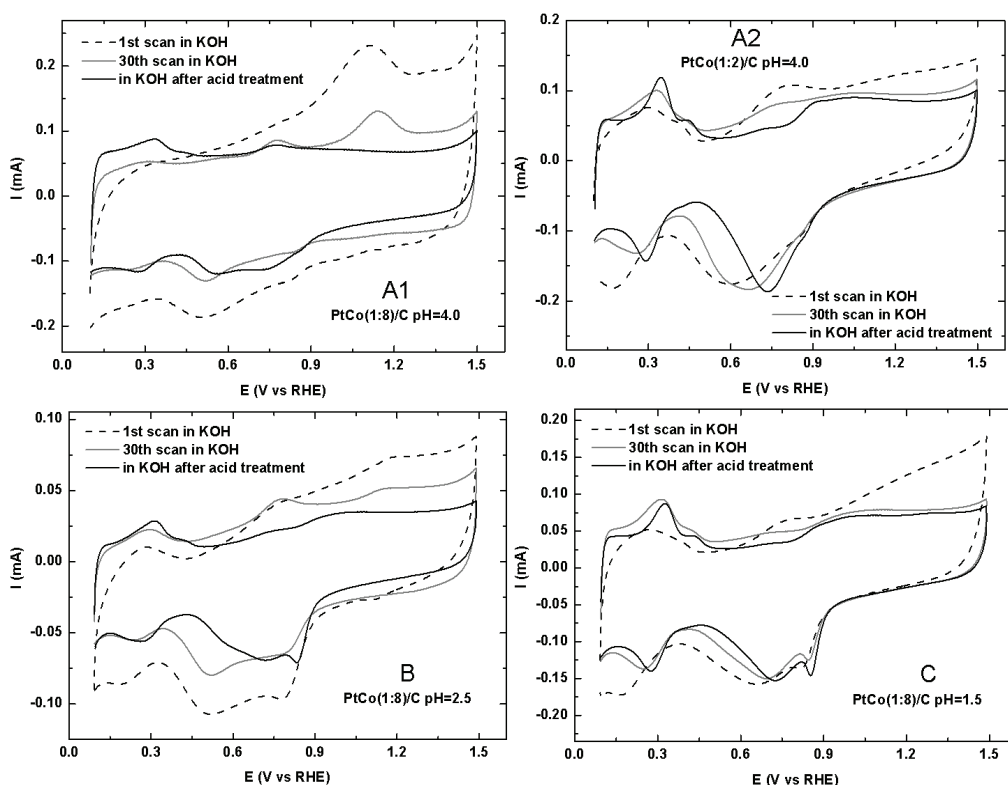 1st scan in KOH
30th scan in KOH
in KOH after acid treatment
A1
PtCo(1:8)/C pH=4.0
I (mA)
0.2
0.1
0.0
-0.1
-0.2
0.0 0.3 0.6 0.9 1.2 1.5
E (V vs RHE)
A2
PtCo(1:2)/C pH=4.0
1st scan in KOH
30th scan in KOH
in KOH after acid treatment
I (mA)
0.2
0.1
0.0
-0.1
-0.2
0.0 0.3 0.6 0.9 1.2 1.5
E (V vs RHE)
1st scan in KOH
30th scan in KOH
in KOH after acid treatment
B
PtCo(1:8)/C pH=2.5
I (mA)
0.10
0.05
0.00
-0.05
-0.10
0.0 0.3 0.6 0.9 1.2 1.5
E (V vs RHE)
1st scan in KOH
30th scan in KOH
in KOH after acid treatment
C
PtCo(1:8)/C pH=1.5
I (mA)
0.20
0.15
0.10
0.05
0.00
-0.05
-0.10
-0.15
-0.20
0.0 0.3 0.6 0.9 1.2 1.5
E (V vs RHE)